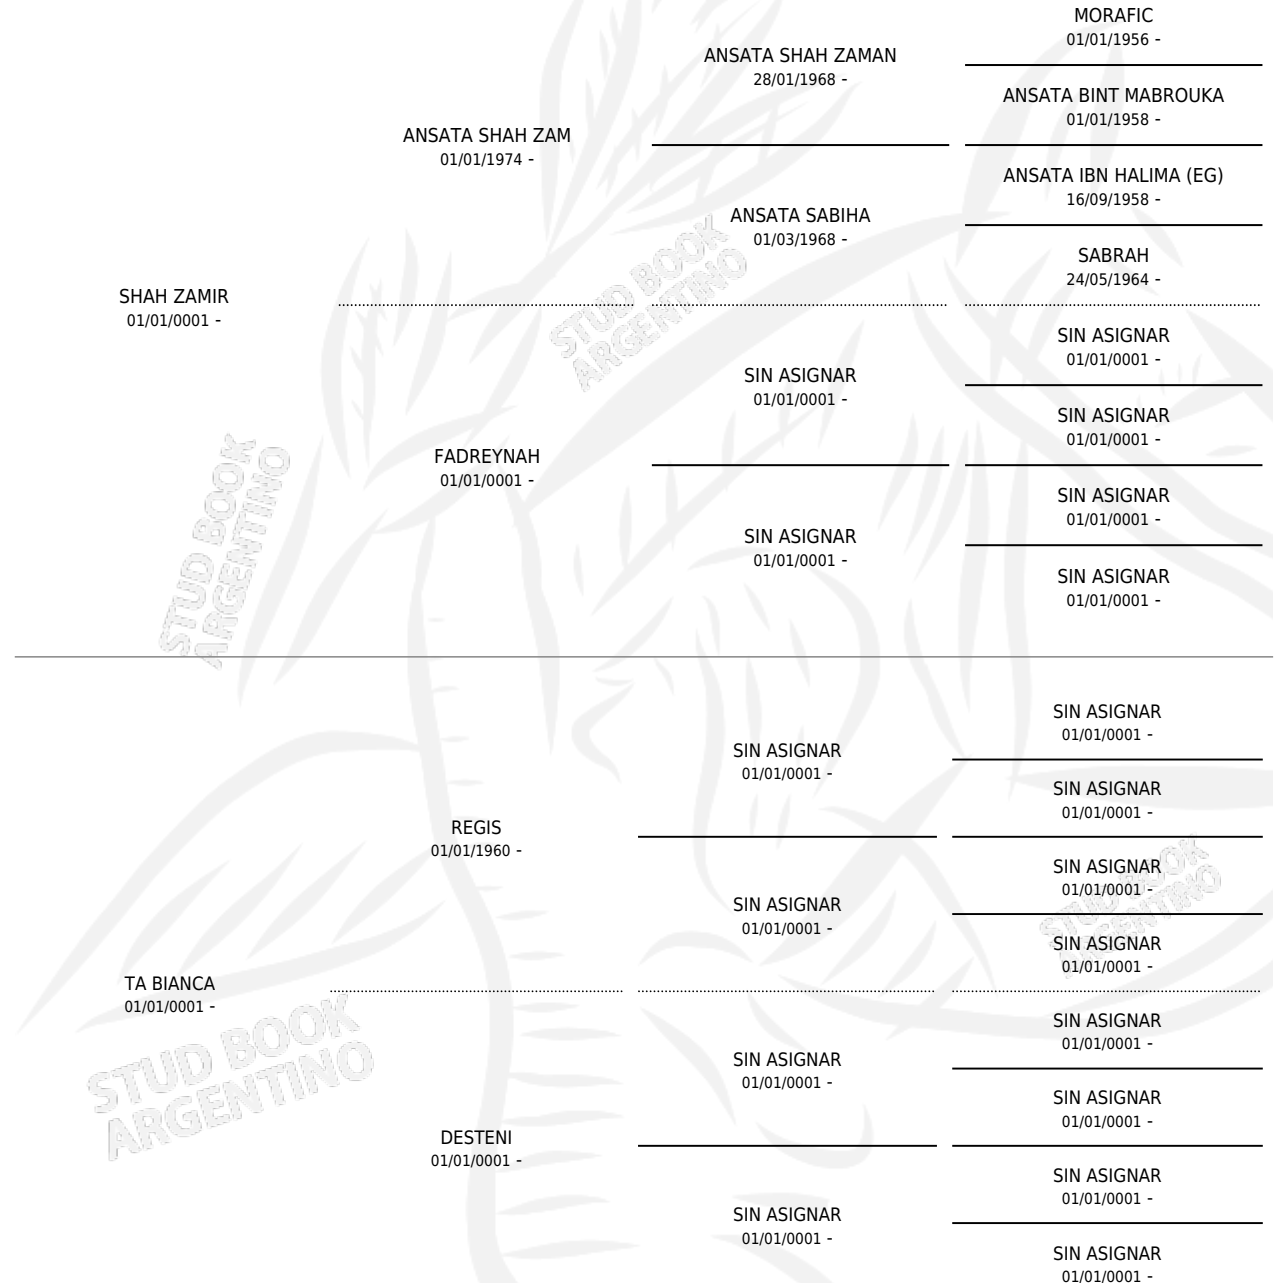 MORAFIC
01/01/1956 -
ANSATA SHAH ZAMAN
28/01/1968 -
ANSATA BINT MABROUKA
01/01/1958 -
ANSATA SHAH ZAM
01/01/1974 -
ANSATA IBN HALIMA (EG)
16/09/1958 -
ANSATA SABIHA
01/03/1968 -
SABRAH
24/05/1964 -
SHAH ZAMIR
01/01/0001 -
STUD BOOK
ARGENTINO
SIN ASIGNAR
01/01/0001 -
SIN ASIGNAR
01/01/0001 -
SIN ASIGNAR
01/01/0001 -
FADREYNAH
01/01/0001 -
SIN ASIGNAR
01/01/0001 -
SIN ASIGNAR
01/01/0001 -
SIN ASIGNAR
01/01/0001 -
STUD BOOK
ARGENTINO
SIN ASIGNAR
01/01/0001 -
SIN ASIGNAR
01/01/0001 -
SIN ASIGNAR
01/01/0001 -
REGIS
01/01/1960 -
SIN ASIGNAR
01/01/0001 -
SIN ASIGNAR
01/01/0001 -
SIN ASIGNAR
01/01/0001 -
STUD BOOK
ARGENTINO
TA BIANCA
01/01/0001 -
SIN ASIGNAR
01/01/0001 -
SIN ASIGNAR
01/01/0001 -
SIN ASIGNAR
01/01/0001 -
STUD BOOK
ARGENTINO
DESTENI
01/01/0001 -
SIN ASIGNAR
01/01/0001 -
SIN ASIGNAR
01/01/0001 -
SIN ASIGNAR
01/01/0001 -